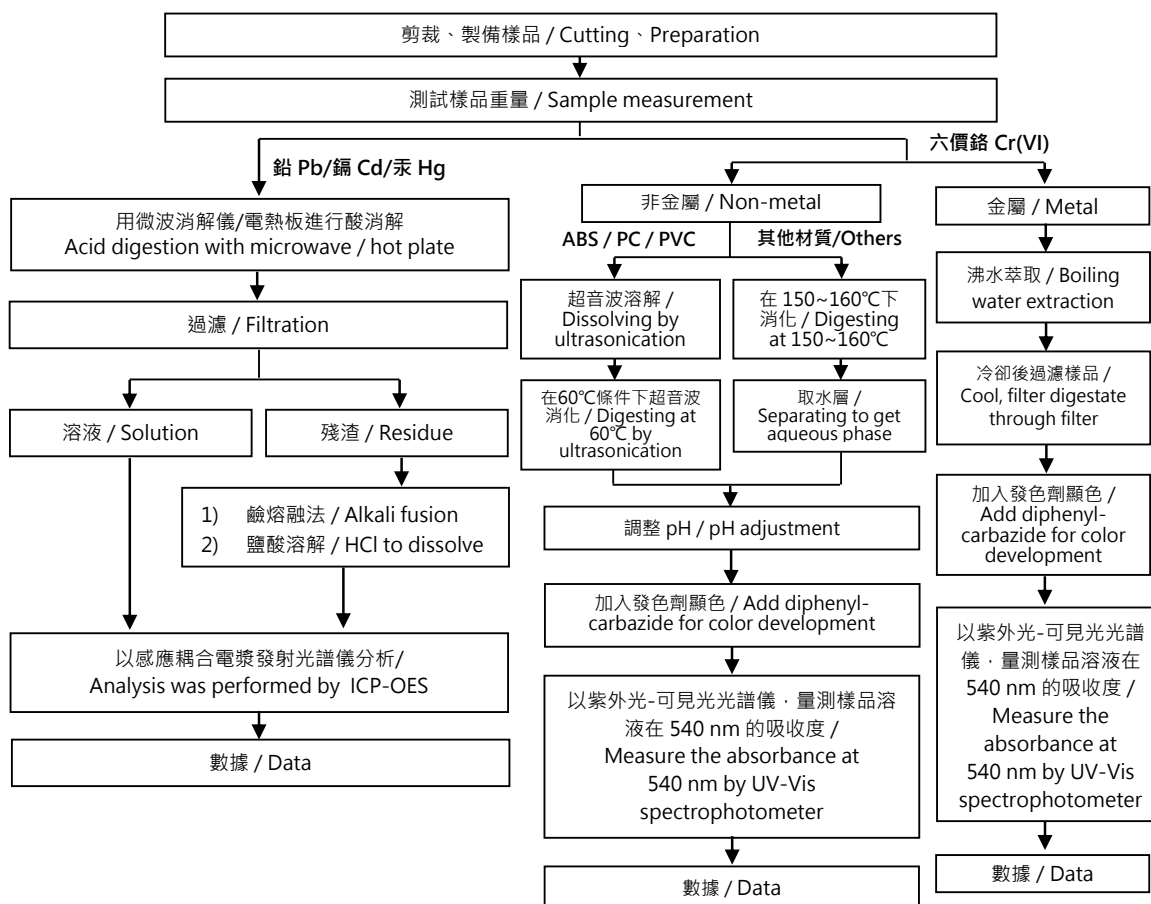 剪裁、製備樣品 / Cutting、Preparation
測試樣品重量 / Sample measurement
鉛 Pb/鎘 Cd/汞 Hg
六價鉻 Cr(VI)
用微波消解儀/電熱板進行酸消解
Acid digestion with microwave / hot plate
過濾 / Filtration
溶液 / Solution
殘渣 / Residue
1) 鹼熔融法 / Alkali fusion
2) 鹽酸溶解 / HCl to dissolve
以感應耦合電漿發射光譜儀分析/
Analysis was performed by ICP-OES
數據 / Data
非金屬 / Non-metal
ABS / PC / PVC
其他材質/Others
超音波溶解 /
Dissolving by
ultrasonication
在60℃條件下超音波
消化 / Digesting at
60℃ by
ultrasonication
在 150~160℃下
消化 / Digesting
at 150~160℃
取水層 /
Separating to get
aqueous phase
調整 pH / pH adjustment
加入發色劑顯色 / Add diphenyl-
carbazide for color development
以紫外光-可見光光譜儀，量測樣品溶
液在 540 nm 的吸收度 /
Measure the absorbance at
540 nm by UV-Vis
spectrophotometer
數據 / Data
金屬 / Metal
沸水萃取 / Boiling
water extraction
冷卻後過濾樣品 /
Cool, filter digestate
through filter
加入發色劑顯色 /
Add diphenyl-
carbazide for color
development
以紫外光-可見光光譜
儀，量測樣品溶液在
540 nm 的吸收度 /
Measure the
absorbance at
540 nm by UV-Vis
spectrophotometer
數據 / Data